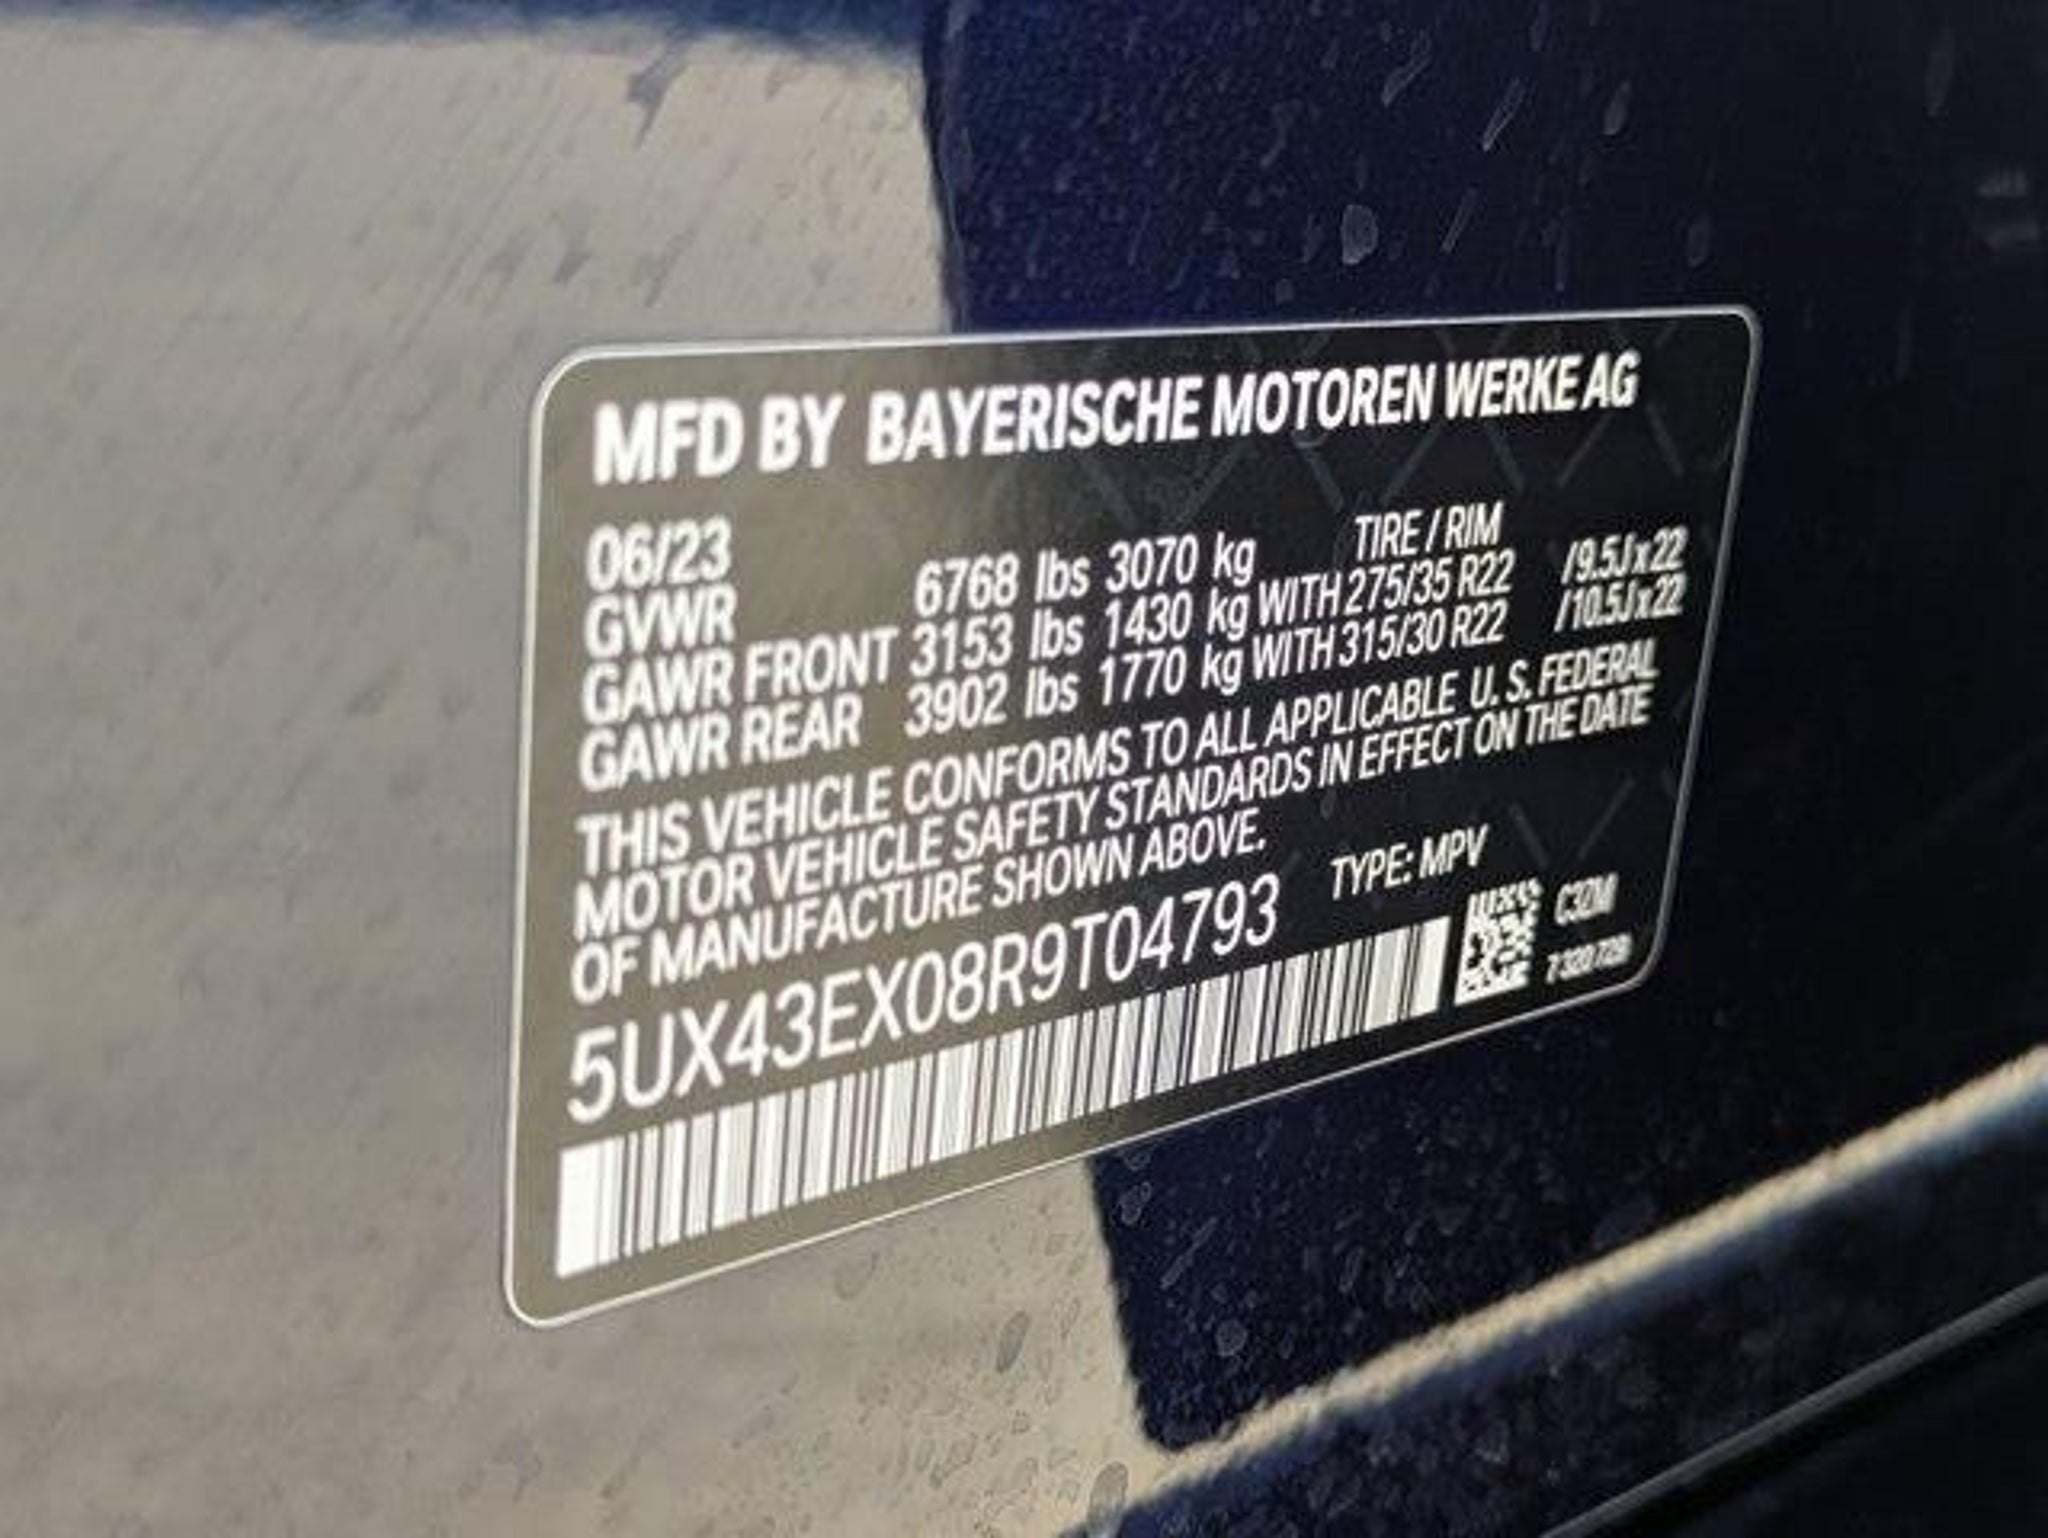 MFD BY BAYERISCHE MOTOREN WERKE AG
06/23 TIRE / RIM
GVWR 6768 lbs 3070 kg
GAWR FRONT 3153 lbs 1430 kg WITH 275/35 R22 /9.5Jx22
GAWR REAR 3902 lbs 1770 kg WITH 315/30 R22 /10.5Jx22
THIS VEHICLE CONFORMS TO ALL APPLICABLE U. S. FEDERAL
MOTOR VEHICLE SAFETY STANDARDS IN EFFECT ON THE DATE
OF MANUFACTURE SHOWN ABOVE.
5UX43EX08R9T04793 TYPE: MPV
C3ZM